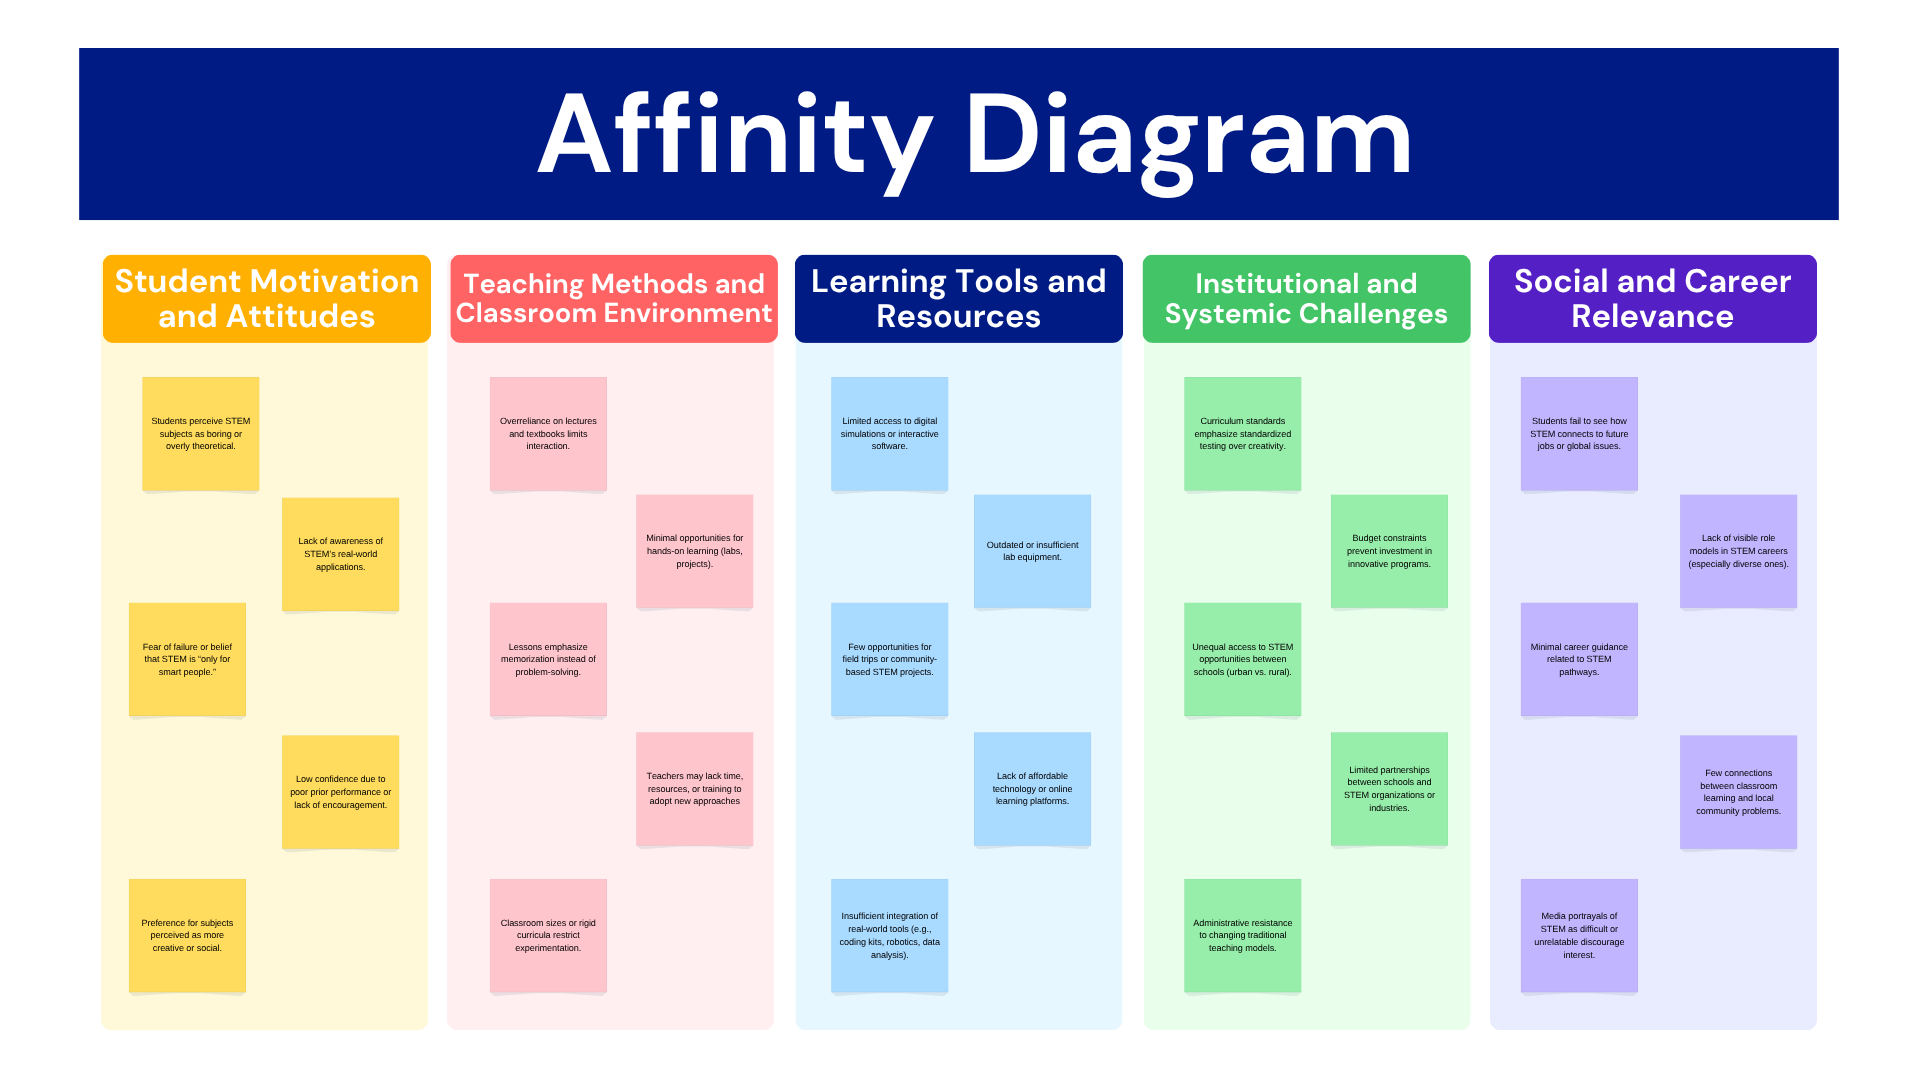 Affinity Diagram
Student Motivation
and Attitudes
Students perceive STEM
subjects as boring or
overly theoretical.
Lack of awareness of
STEM's real-world
applications.
Fear of failure or belief
that STEM is "only for
smart people."
Low confidence due to
poor prior performance or
lack of encouragement.
Preference for subjects
perceived as more
creative or social.
Teaching Methods and
Classroom Environment
Overreliance on lectures
and textbooks limits
interaction.
Minimal opportunities for
hands-on learning (labs,
projects).
Lessons emphasize
memorization instead of
problem-solving.
Teachers may lack time,
resources, or training to
adopt new approaches
Classroom sizes or rigid
curricula restrict
experimentation.
Learning Tools and
Resources
Limited access to digital
simulations or interactive
software.
Outdated or insufficient
lab equipment.
Few opportunities for
field trips or community-
based STEM projects.
Lack of affordable
technology or online
learning platforms.
Insufficient integration of
real-world tools (e.g.,
coding kits, robotics, data
analysis).
Institutional and
Systemic Challenges
Curriculum standards
emphasize standardized
testing over creativity.
Budget constraints
prevent investment in
innovative programs.
Unequal access to STEM
opportunities between
schools (urban vs. rural).
Limited partnerships
between schools and
STEM organizations or
industries.
Administrative resistance
to changing traditional
teaching models.
Social and Career
Relevance
Students fail to see how
STEM connects to future
jobs or global issues.
Lack of visible role
models in STEM careers
(especially diverse ones).
Minimal career guidance
related to STEM
pathways.
Few connections
between classroom
learning and local
community problems.
Media portrayals of
STEM as difficult or
unrelatable discourage
interest.